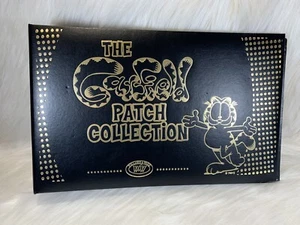 THE
Garfield
PATCH
COLLECTION